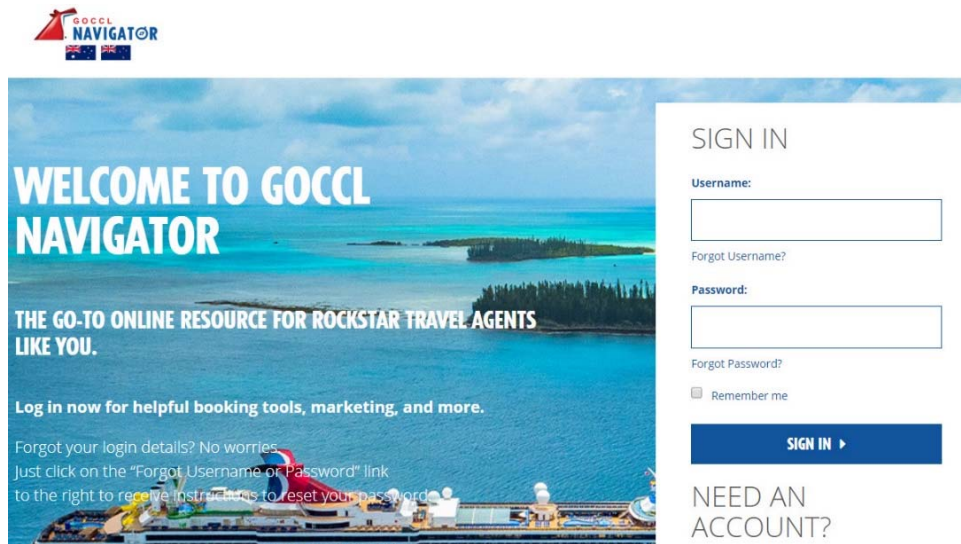 GOCCL
NAVIGATOR
WELCOME TO GOCCL
NAVIGATOR
THE GO-TO ONLINE RESOURCE FOR ROCKSTAR TRAVEL AGENTS
LIKE YOU.
Log in now for helpful booking tools, marketing, and more.
Forgot your login details? No worries.
Just click on the “Forgot Username or Password” link
to the right to receive instructions to reset your password.
SIGN IN
Username:
Forgot Username?
Password:
Forgot Password?
Remember me
SIGN IN
NEED AN
ACCOUNT?